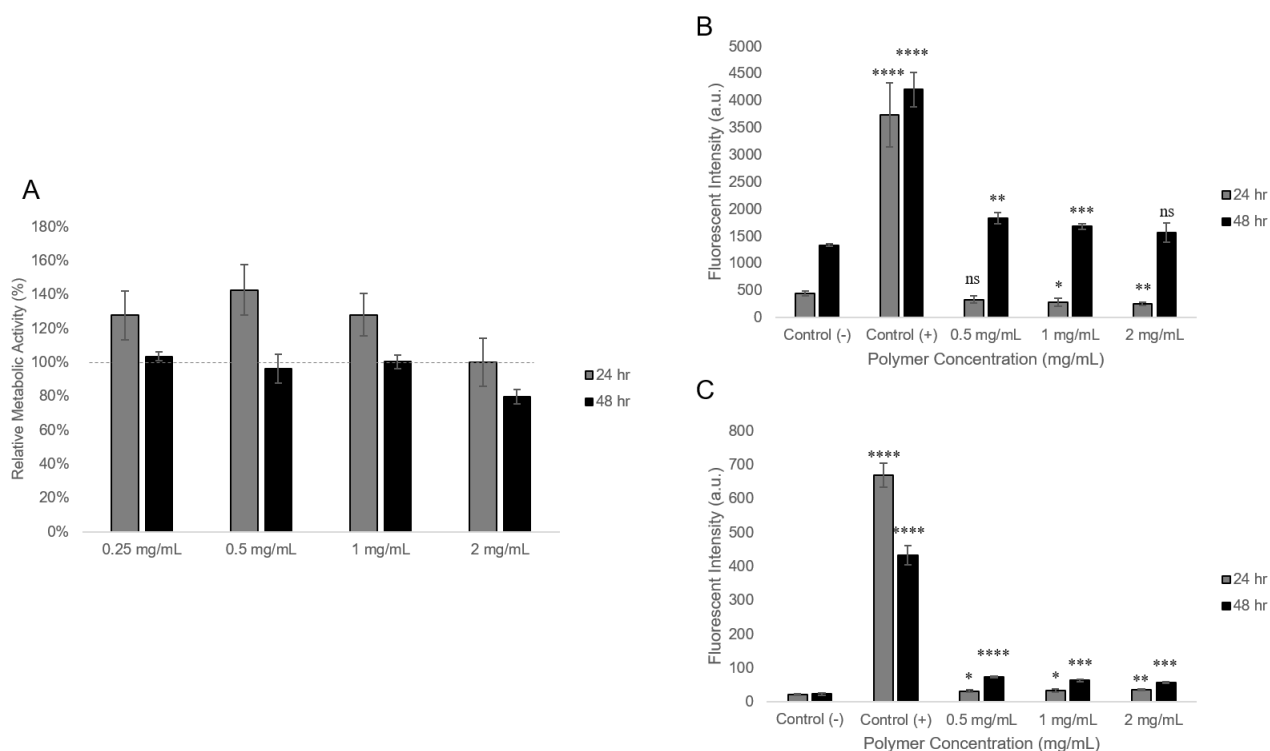 A
Relative Metabolic Activity (%)
180%
160%
140%
120%
100%
80%
60%
40%
20%
0%
0.25 mg/mL 0.5 mg/mL 1 mg/mL 2 mg/mL
24 hr
48 hr
B
Fluorescent Intensity (a.u.)
5000
4500
4000
3500
3000
2500
2000
1500
1000
500
0
**** ****
ns **
* ***
** ns
Control (-) Control (+) 0.5 mg/mL 1 mg/mL 2 mg/mL
Polymer Concentration (mg/mL)
24 hr
48 hr
C
Fluorescent Intensity (a.u.)
800
700
600
500
400
300
200
100
0
**** ****
* ****
* ***
** ***
Control (-) Control (+) 0.5 mg/mL 1 mg/mL 2 mg/mL
Polymer Concentration (mg/mL)
24 hr
48 hr